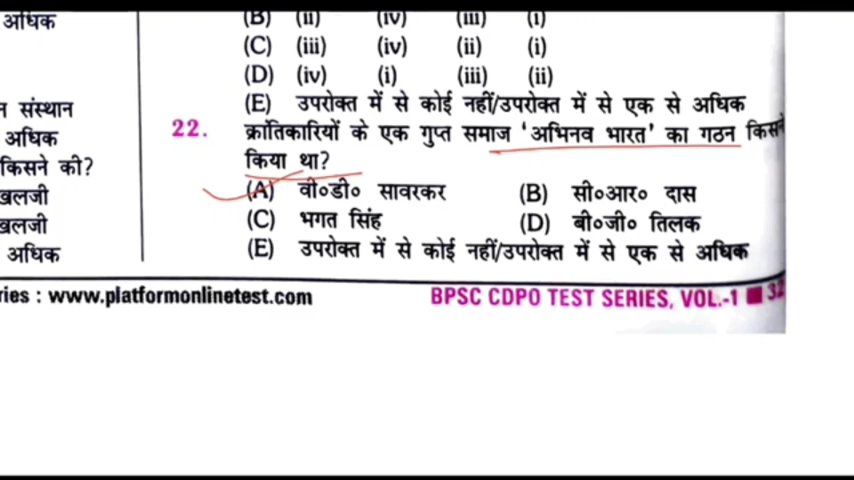 अधिक
(B) (ii) (iv) (iii) (i)
(C) (iii) (iv) (ii) (i)
(D) (iv) (i) (iii) (ii)
न संस्थान
(E) उपरोक्त में से कोई नहीं/उपरोक्त में से एक से अधिक
अधिक
22. क्रांतिकारियों के एक गुप्त समाज 'अभिनव भारत' का गठन किसने
किसने की?
किया था?
खलजी
(A) वी०डी० सावरकर (B) सी०आर० दास
खलजी
(C) भगत सिंह (D) बी०जी० तिलक
अधिक
(E) उपरोक्त में से कोई नहीं/उपरोक्त में से एक से अधिक
ries : www.platformonlinetest.com
BPSC CDPO TEST SERIES, VOL.-1 ■ 32